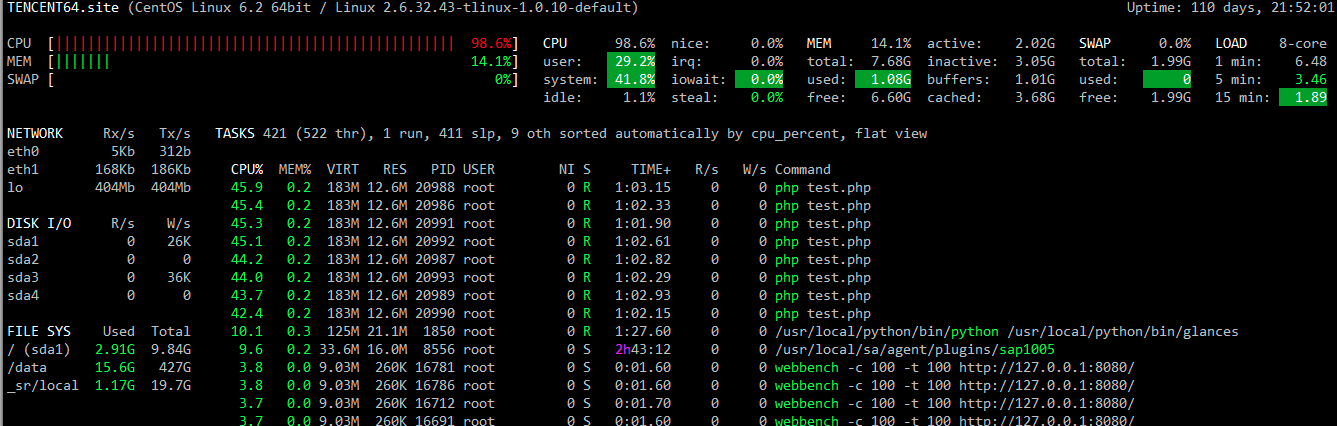 TENCENT64.site (CentOS Linux 6.2 64bit / Linux 2.6.32.43-tlinux-1.0.10-default) Uptime: 110 days, 21:52:01
CPU [||||||||||||||||||||||||||||||||||||||||||||||||||| 98.6%] CPU 98.6% nice: 0.0% MEM 14.1% active: 2.02G SWAP 0.0% LOAD 8-core
MEM [||||||| 14.1%] user: 29.2% irq: 0.0% total: 7.68G inactive: 3.05G total: 1.99G 1 min: 6.48
SWAP [ 0%] system: 41.8% iowait: 0.0% used: 1.08G buffers: 1.01G used: 0 5 min: 3.46
idle: 1.1% steal: 0.0% free: 6.60G cached: 3.68G free: 1.99G 15 min: 1.89
NETWORK Rx/s Tx/s TASKS 421 (522 thr), 1 run, 411 slp, 9 oth sorted automatically by cpu_percent, flat view
eth0 5Kb 312b
eth1 168Kb 186Kb CPU% MEM% VIRT RES PID USER NI S TIME+ R/s W/s Command
lo 404Mb 404Mb 45.9 0.2 183M 12.6M 20988 root 0 R 1:03.15 0 0 php test.php
45.4 0.2 183M 12.6M 20986 root 0 R 1:02.33 0 0 php test.php
DISK I/O R/s W/s 45.3 0.2 183M 12.6M 20991 root 0 R 1:01.90 0 0 php test.php
sda1 0 26K 45.1 0.2 183M 12.6M 20992 root 0 R 1:02.61 0 0 php test.php
sda2 0 0 44.2 0.2 183M 12.6M 20987 root 0 R 1:02.82 0 0 php test.php
sda3 0 36K 44.0 0.2 183M 12.6M 20993 root 0 R 1:02.29 0 0 php test.php
sda4 0 0 43.7 0.2 183M 12.6M 20989 root 0 R 1:02.93 0 0 php test.php
42.4 0.2 183M 12.6M 20990 root 0 R 1:02.15 0 0 php test.php
FILE SYS Used Total 10.1 0.3 125M 21.1M 1850 root 0 R 1:27.60 0 0 /usr/local/python/bin/python /usr/local/python/bin/glances
/ (sda1) 2.91G 9.84G 9.6 0.2 33.6M 16.0M 8556 root 0 S 2h43:12 0 0 /usr/local/sa/agent/plugins/sap1005
/data 15.6G 427G 3.8 0.0 9.03M 260K 16781 root 0 S 0:01.60 0 0 webbench -c 100 -t 100 http://127.0.0.1:8080/
_sr/local 1.17G 19.7G 3.8 0.0 9.03M 260K 16786 root 0 S 0:01.60 0 0 webbench -c 100 -t 100 http://127.0.0.1:8080/
3.7 0.0 9.03M 260K 16712 root 0 S 0:01.70 0 0 webbench -c 100 -t 100 http://127.0.0.1:8080/
3.7 0.0 9.03M 260K 16691 root 0 S 0:01.60 0 0 webbench -c 100 -t 100 http://127.0.0.1:8080/